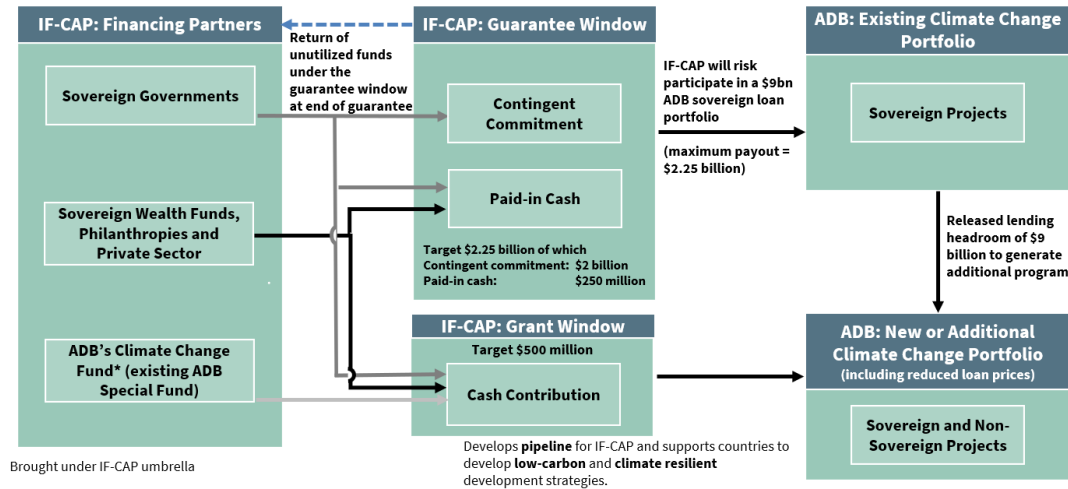 IF-CAP: Financing Partners
Sovereign Governments
Sovereign Wealth Funds,
Philanthropies and
Private Sector
ADB's Climate Change
Fund* (existing ADB
Special Fund)
Brought under IF-CAP umbrella
Return of
unutilized funds
under the
guarantee window
at end of guarantee
IF-CAP: Guarantee Window
Contingent
Commitment
Paid-in Cash
Target $2.25 billion of which
Contingent commitment: $2 billion
Paid-in cash: $250 million
IF-CAP: Grant Window
Target $500 million
Cash Contribution
Develops pipeline for IF-CAP and supports countries to
develop low-carbon and climate resilient
development strategies.
IF-CAP will risk
participate in a $9bn
ADB sovereign loan
portfolio
(maximum payout =
$2.25 billion)
ADB: Existing Climate Change
Portfolio
Sovereign Projects
Released lending
headroom of $9
billion to generate
additional program
ADB: New or Additional
Climate Change Portfolio
(including reduced loan prices)
Sovereign and Non-
Sovereign Projects